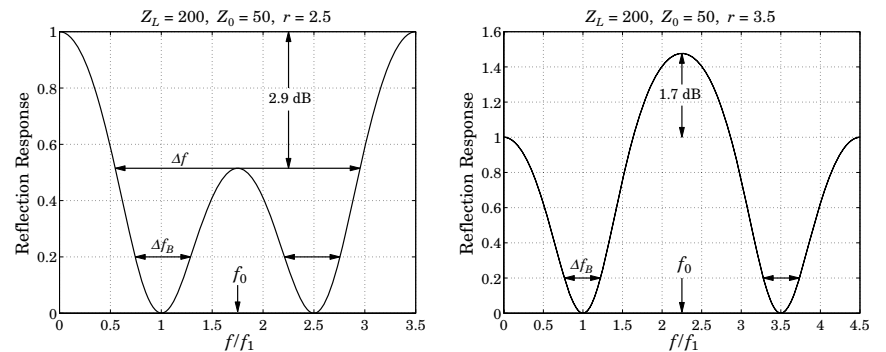 Z_L = 200, Z_0 = 50, r = 2.5
Reflection Response
1
0.8
0.6
0.4
0.2
0
2.9 dB
Δf
Δf_B
f_0
0 0.5 1 1.5 2 2.5 3 3.5
f/f_1
Z_L = 200, Z_0 = 50, r = 3.5
Reflection Response
1.6
1.4
1.2
1
0.8
0.6
0.4
0.2
0
1.7 dB
Δf_B
f_0
0 0.5 1 1.5 2 2.5 3 3.5 4 4.5
f/f_1